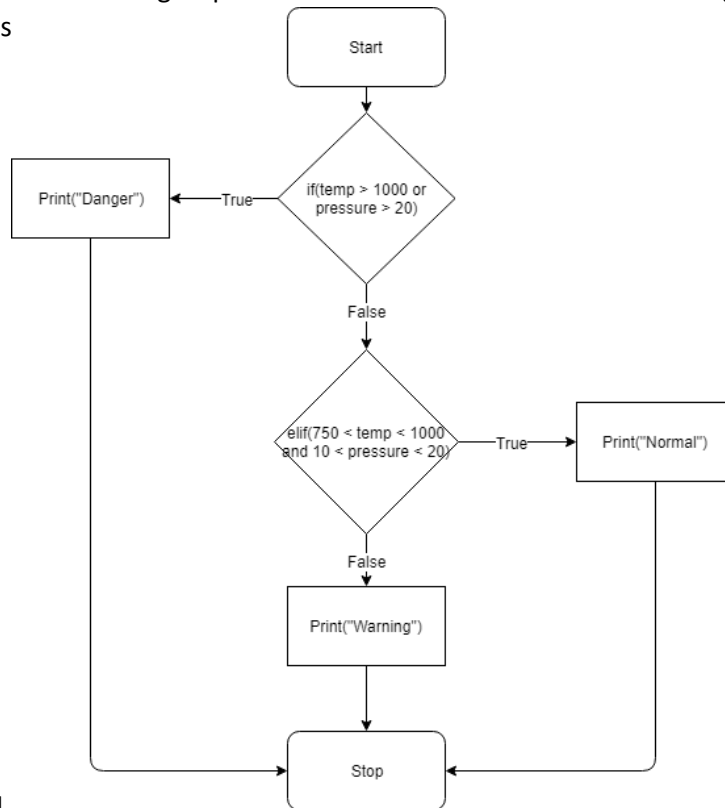 s
Start
if(temp > 1000 or
pressure > 20)
True
Print("Danger")
False
elif(750 < temp < 1000
and 10 < pressure < 20)
True
Print("Normal")
False
Print("Warning")
Stop